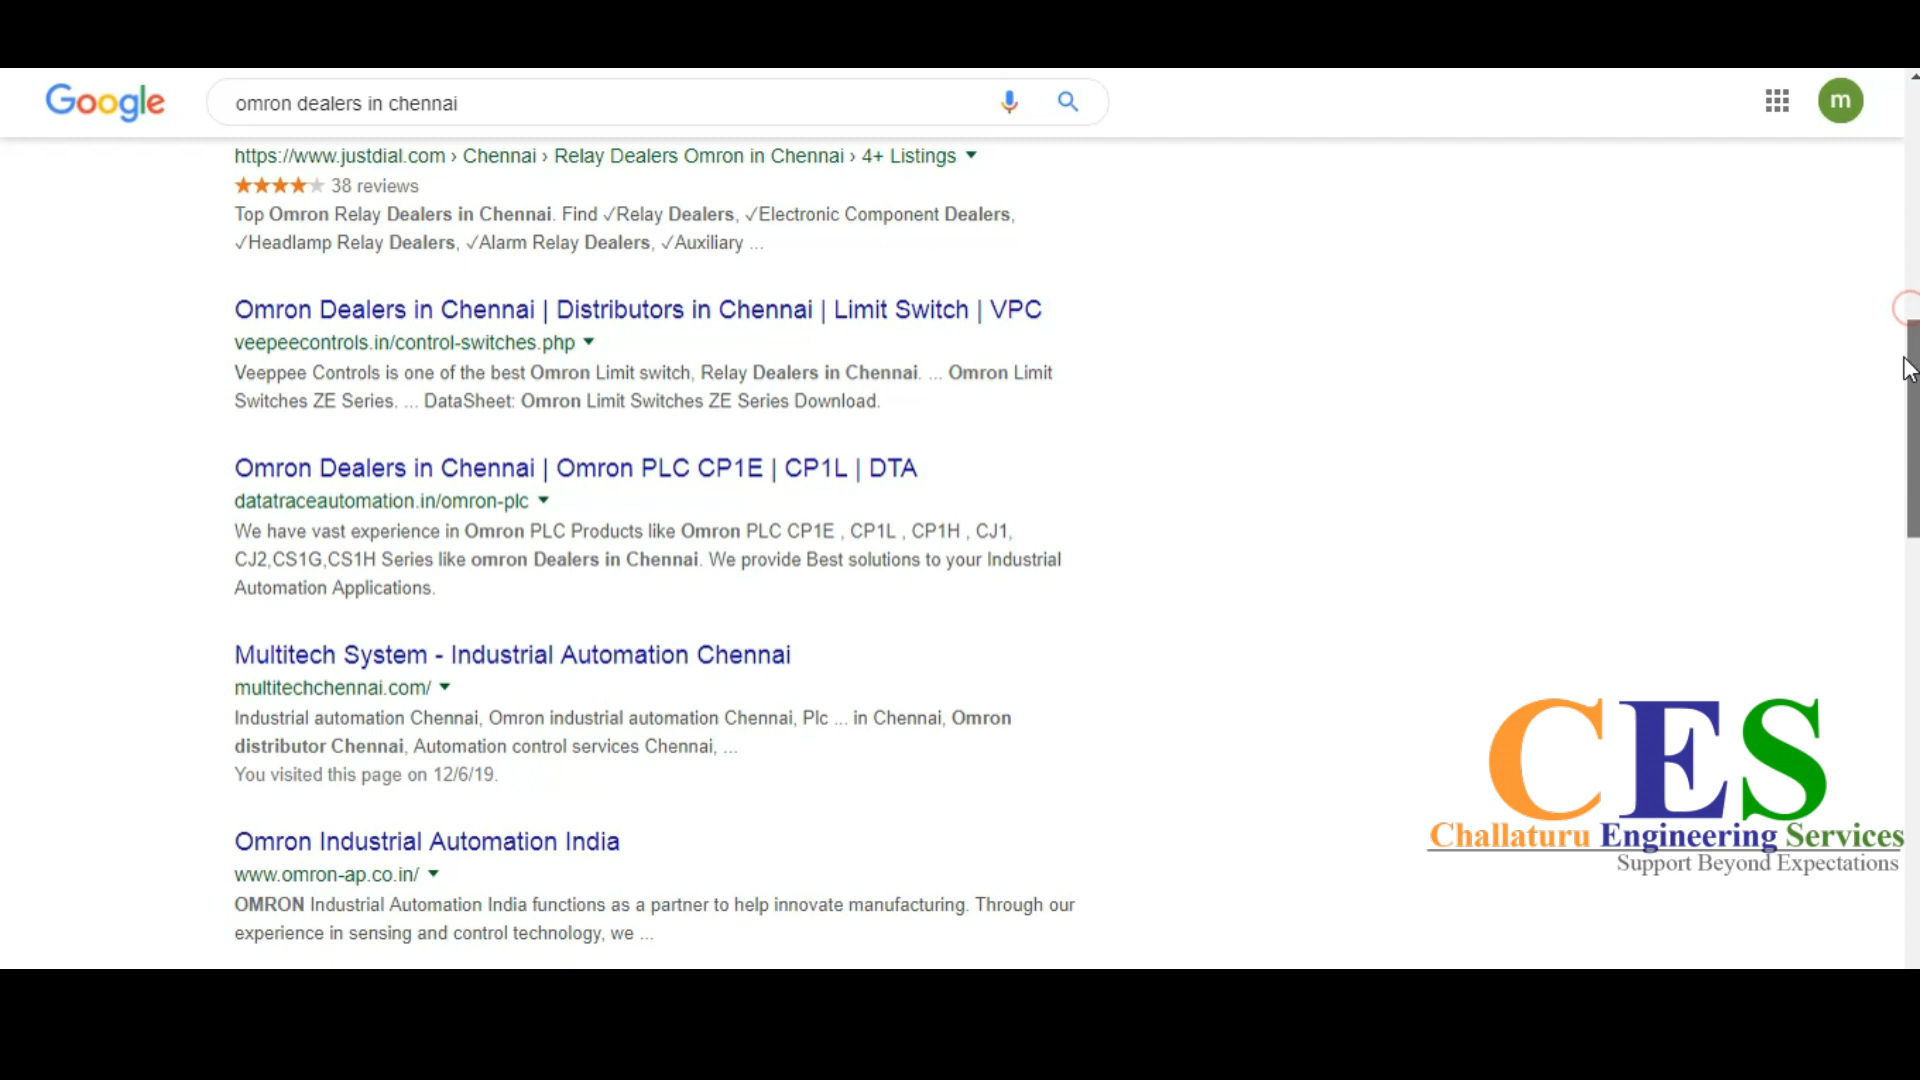 Google
omron dealers in chennai
m
https://www.justdial.com › Chennai › Relay Dealers Omron in Chennai › 4+ Listings
38 reviews
Top Omron Relay Dealers in Chennai. Find ✓Relay Dealers, ✓Electronic Component Dealers,
✓Headlamp Relay Dealers, ✓Alarm Relay Dealers, ✓Auxiliary ...
Omron Dealers in Chennai | Distributors in Chennai | Limit Switch | VPC
veepeecontrols.in/control-switches.php
Veeppee Controls is one of the best Omron Limit switch, Relay Dealers in Chennai. ... Omron Limit
Switches ZE Series. ... DataSheet: Omron Limit Switches ZE Series Download.
Omron Dealers in Chennai | Omron PLC CP1E | CP1L | DTA
datatraceautomation.in/omron-plc
We have vast experience in Omron PLC Products like Omron PLC CP1E , CP1L , CP1H , CJ1,
CJ2,CS1G,CS1H Series like omron Dealers in Chennai. We provide Best solutions to your Industrial
Automation Applications.
Multitech System - Industrial Automation Chennai
multitechchennai.com/
Industrial automation Chennai, Omron industrial automation Chennai, Plc ... in Chennai, Omron
distributor Chennai, Automation control services Chennai, ...
You visited this page on 12/6/19.
Omron Industrial Automation India
www.omron-ap.co.in/
OMRON Industrial Automation India functions as a partner to help innovate manufacturing. Through our
experience in sensing and control technology, we ...
CES
Challaturu Engineering Services
Support Beyond Expectations